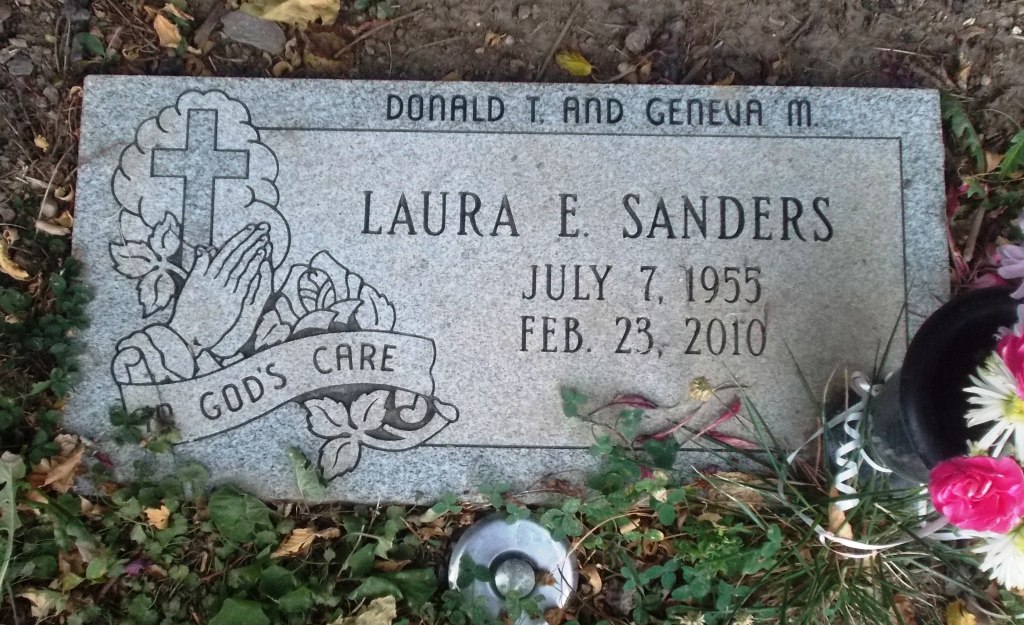 DONALD T. AND GENEVA M.
LAURA E. SANDERS
JULY 7, 1955
FEB. 23, 2010
GOD'S CARE